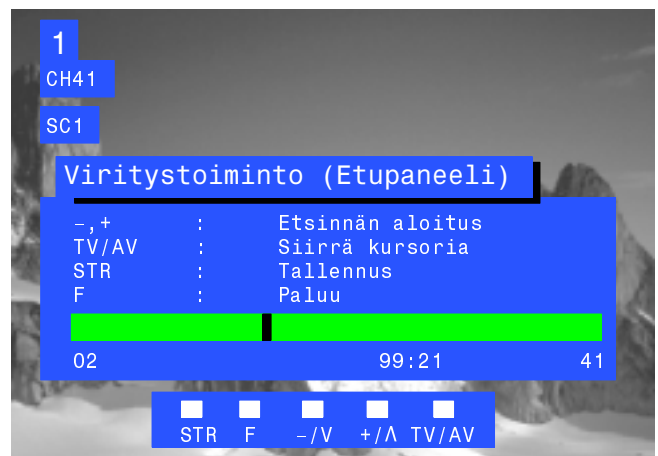 1
CH41
SC1
Viritystoiminto (Etupaneeli)
–,+ : Etsinnän aloitus
TV/AV : Siirrä kursoria
STR : Tallennus
F : Paluu
02 99:21 41
STR F –/V +/Λ TV/AV